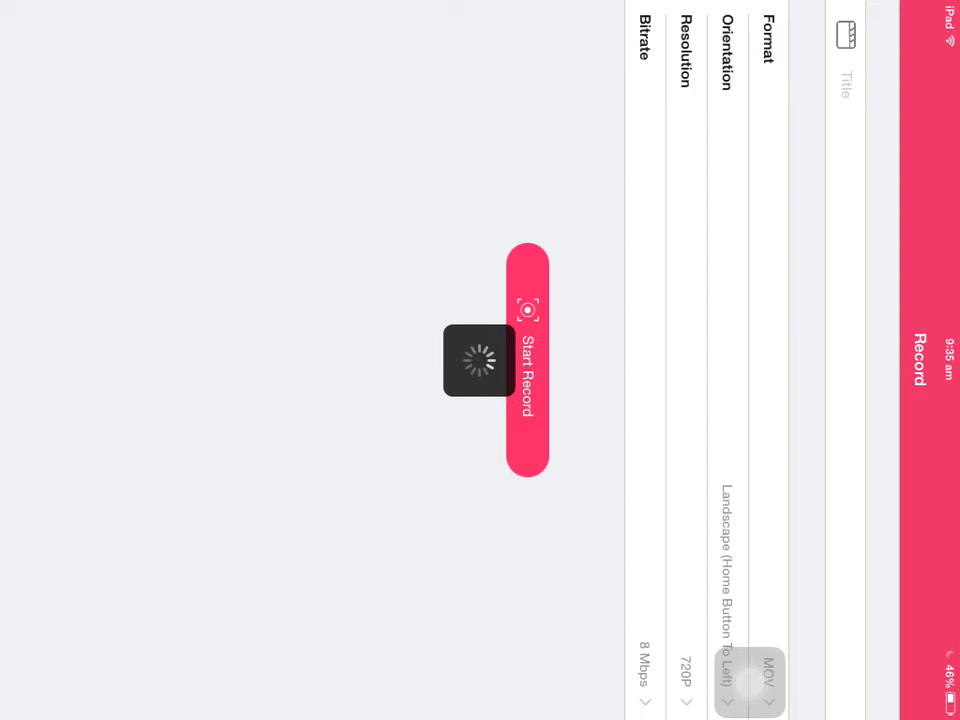 iPad 9:35 am 46%
Record
Title
Format MOV
Orientation Landscape (Home Button To Left)
Resolution 720P
Bitrate 8 Mbps
Start Record